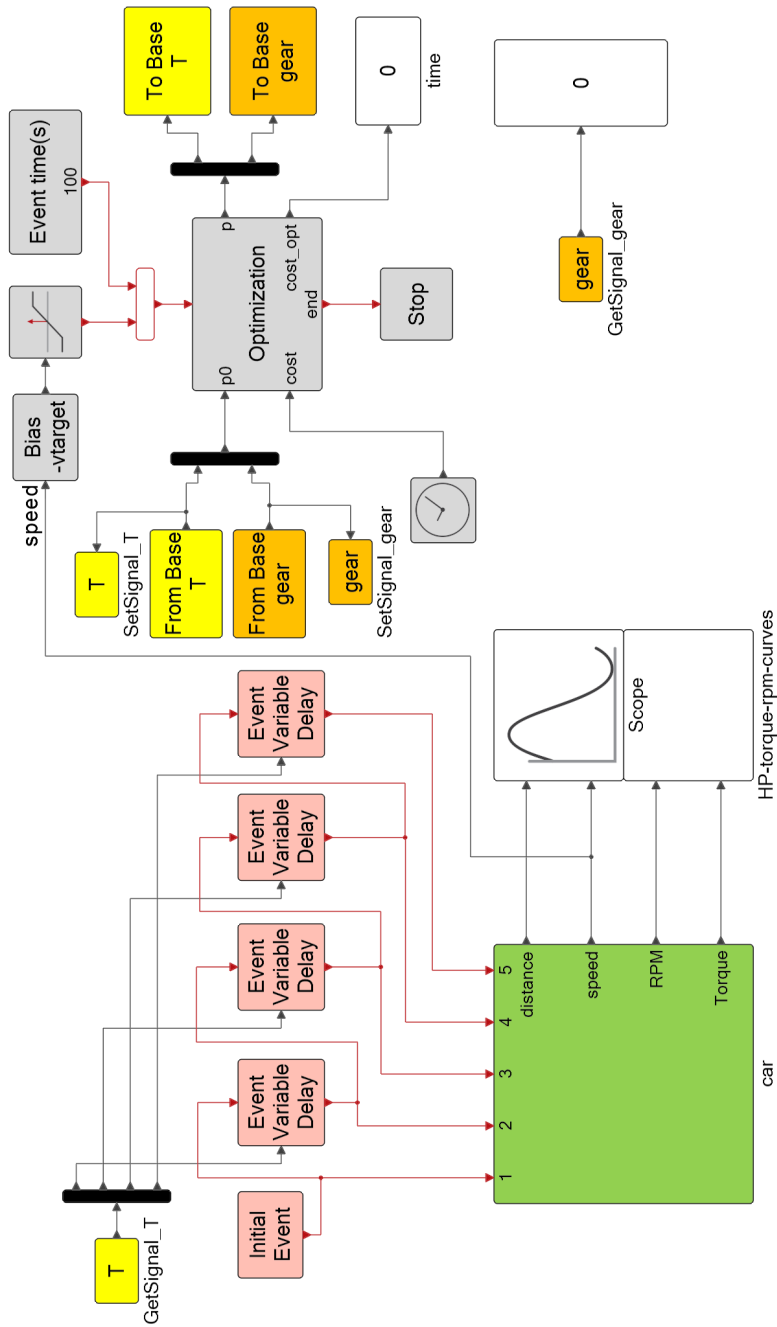 T
GetSignal_T
Initial
Event
Event
Variable
Delay
Event
Variable
Delay
Event
Variable
Delay
Event
Variable
Delay
1
2
3
4
5
distance
speed
RPM
Torque
car
Scope
HP-torque-rpm-curves
speed
Bias
-vtarget
Event time(s)
100
T
SetSignal_T
From Base
T
From Base
gear
gear
SetSignal_gear
p0
cost
Optimization
p
cost_opt
end
Stop
To Base
T
To Base
gear
0
time
gear
GetSignal_gear
0